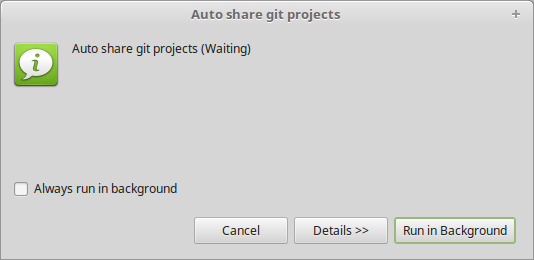 Auto share git projects
Auto share git projects (Waiting)
Always run in background
Cancel Details >> Run in Background